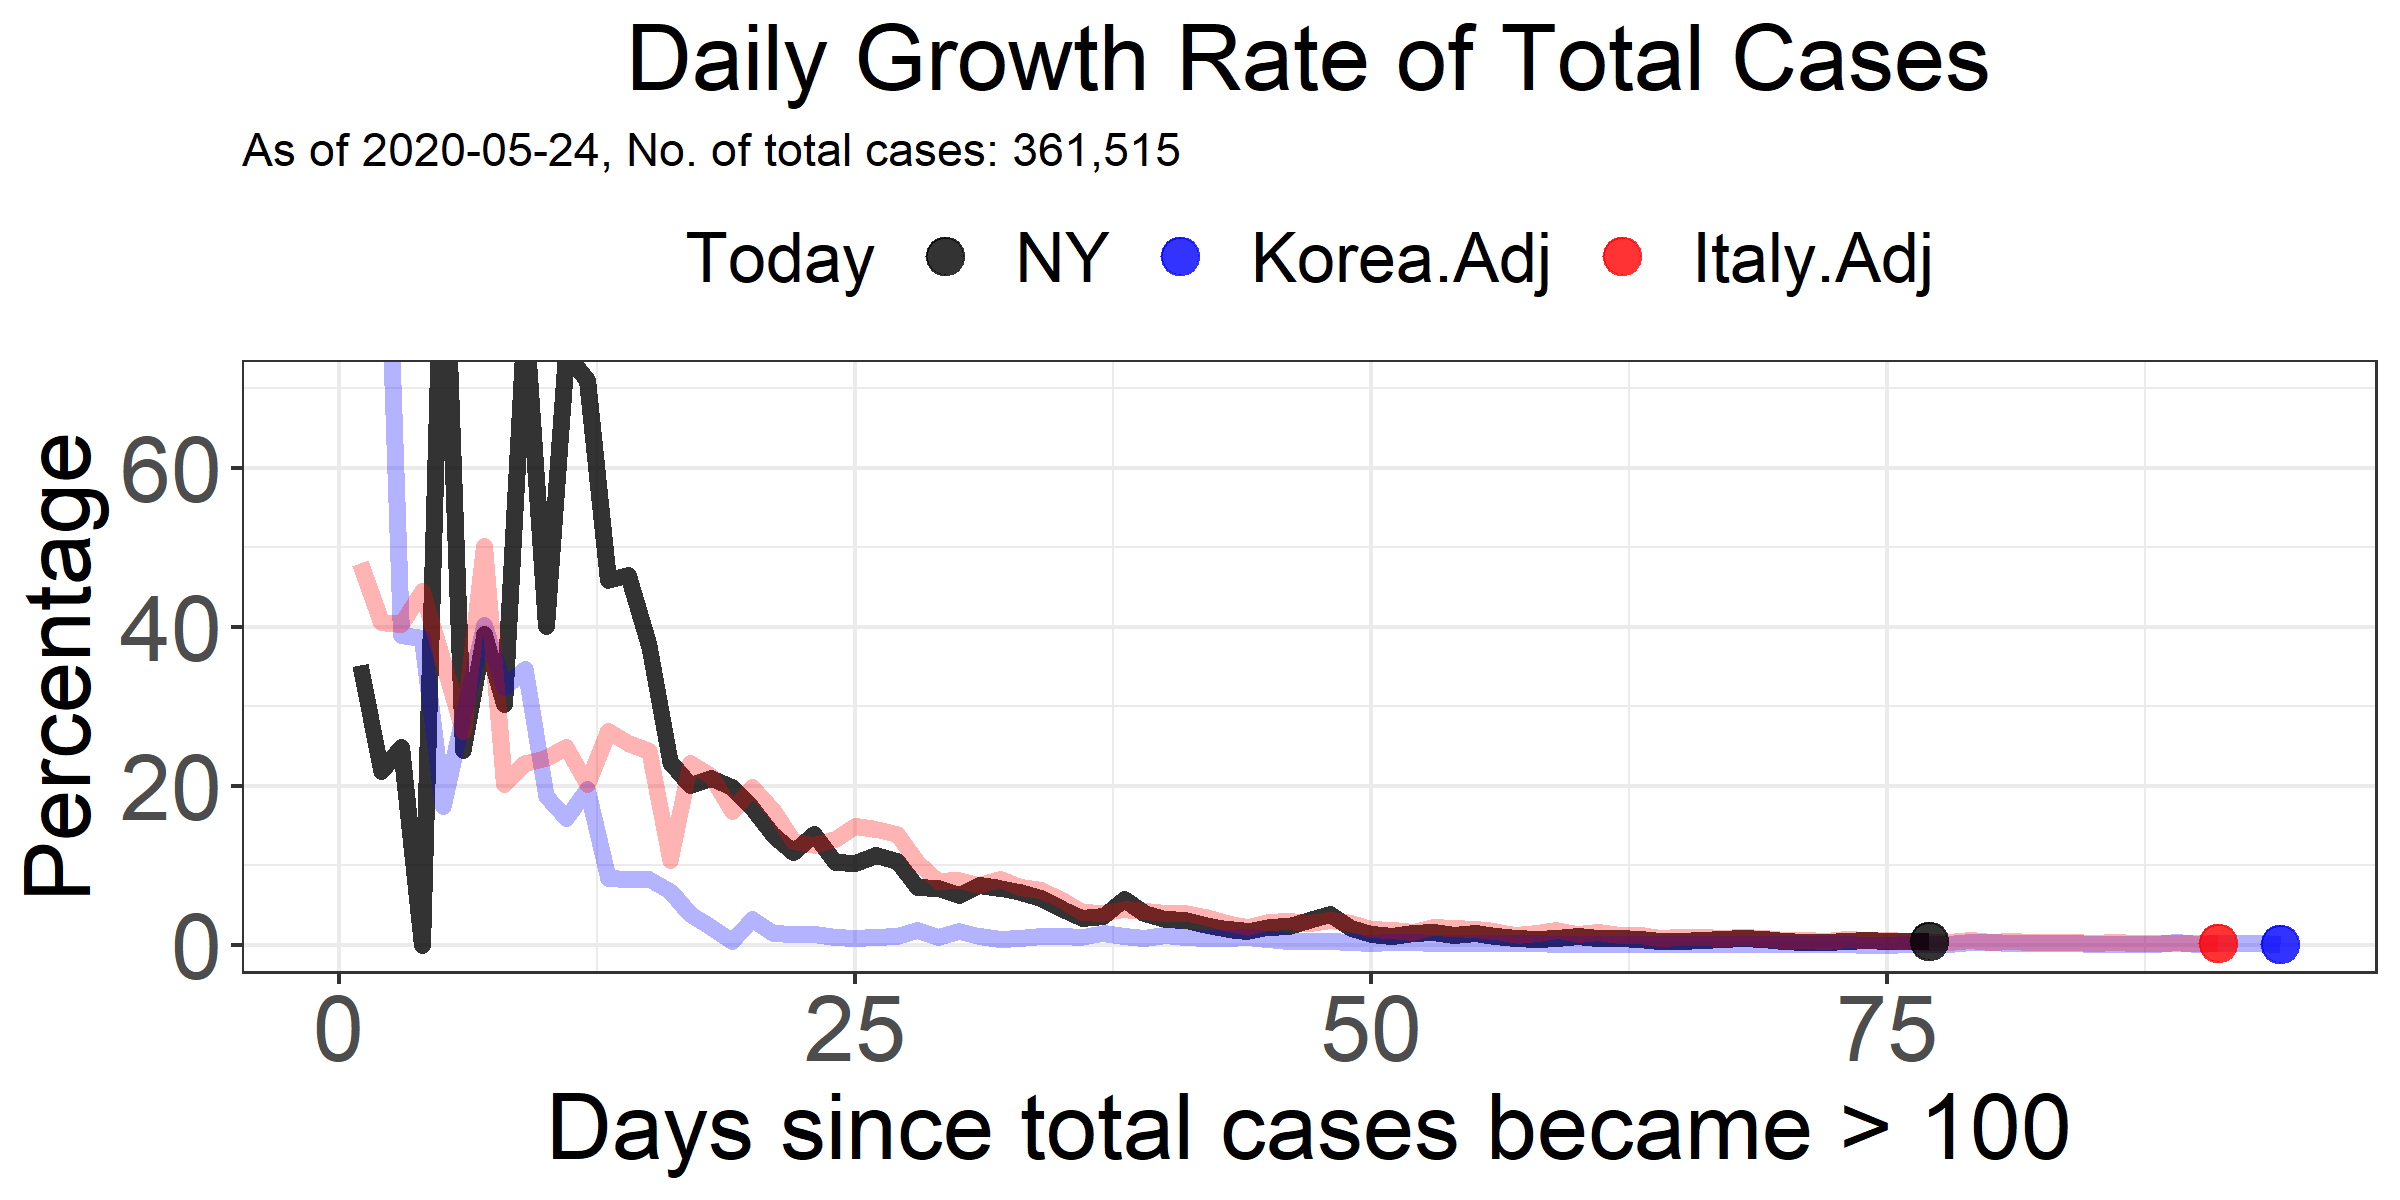 Daily Growth Rate of Total Cases
As of 2020-05-24, No. of total cases: 361,515
Today NY Korea.Adj Italy.Adj
Percentage
60
40
20
0
0 25 50 75
Days since total cases became > 100